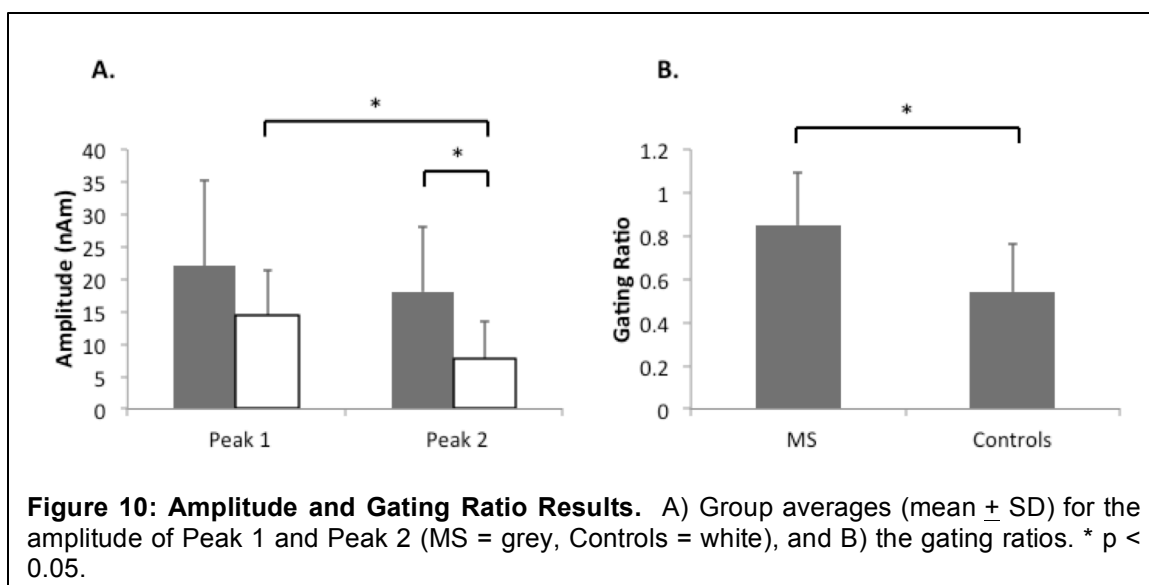 A.
B.
*
*
*
Amplitude (nAm)
40
35
30
25
20
15
10
5
0
Peak 1
Peak 2
Gating Ratio
1.2
1
0.8
0.6
0.4
0.2
0
MS
Controls
Figure 10: Amplitude and Gating Ratio Results. A) Group averages (mean ± SD) for the
amplitude of Peak 1 and Peak 2 (MS = grey, Controls = white), and B) the gating ratios. * p <
0.05.